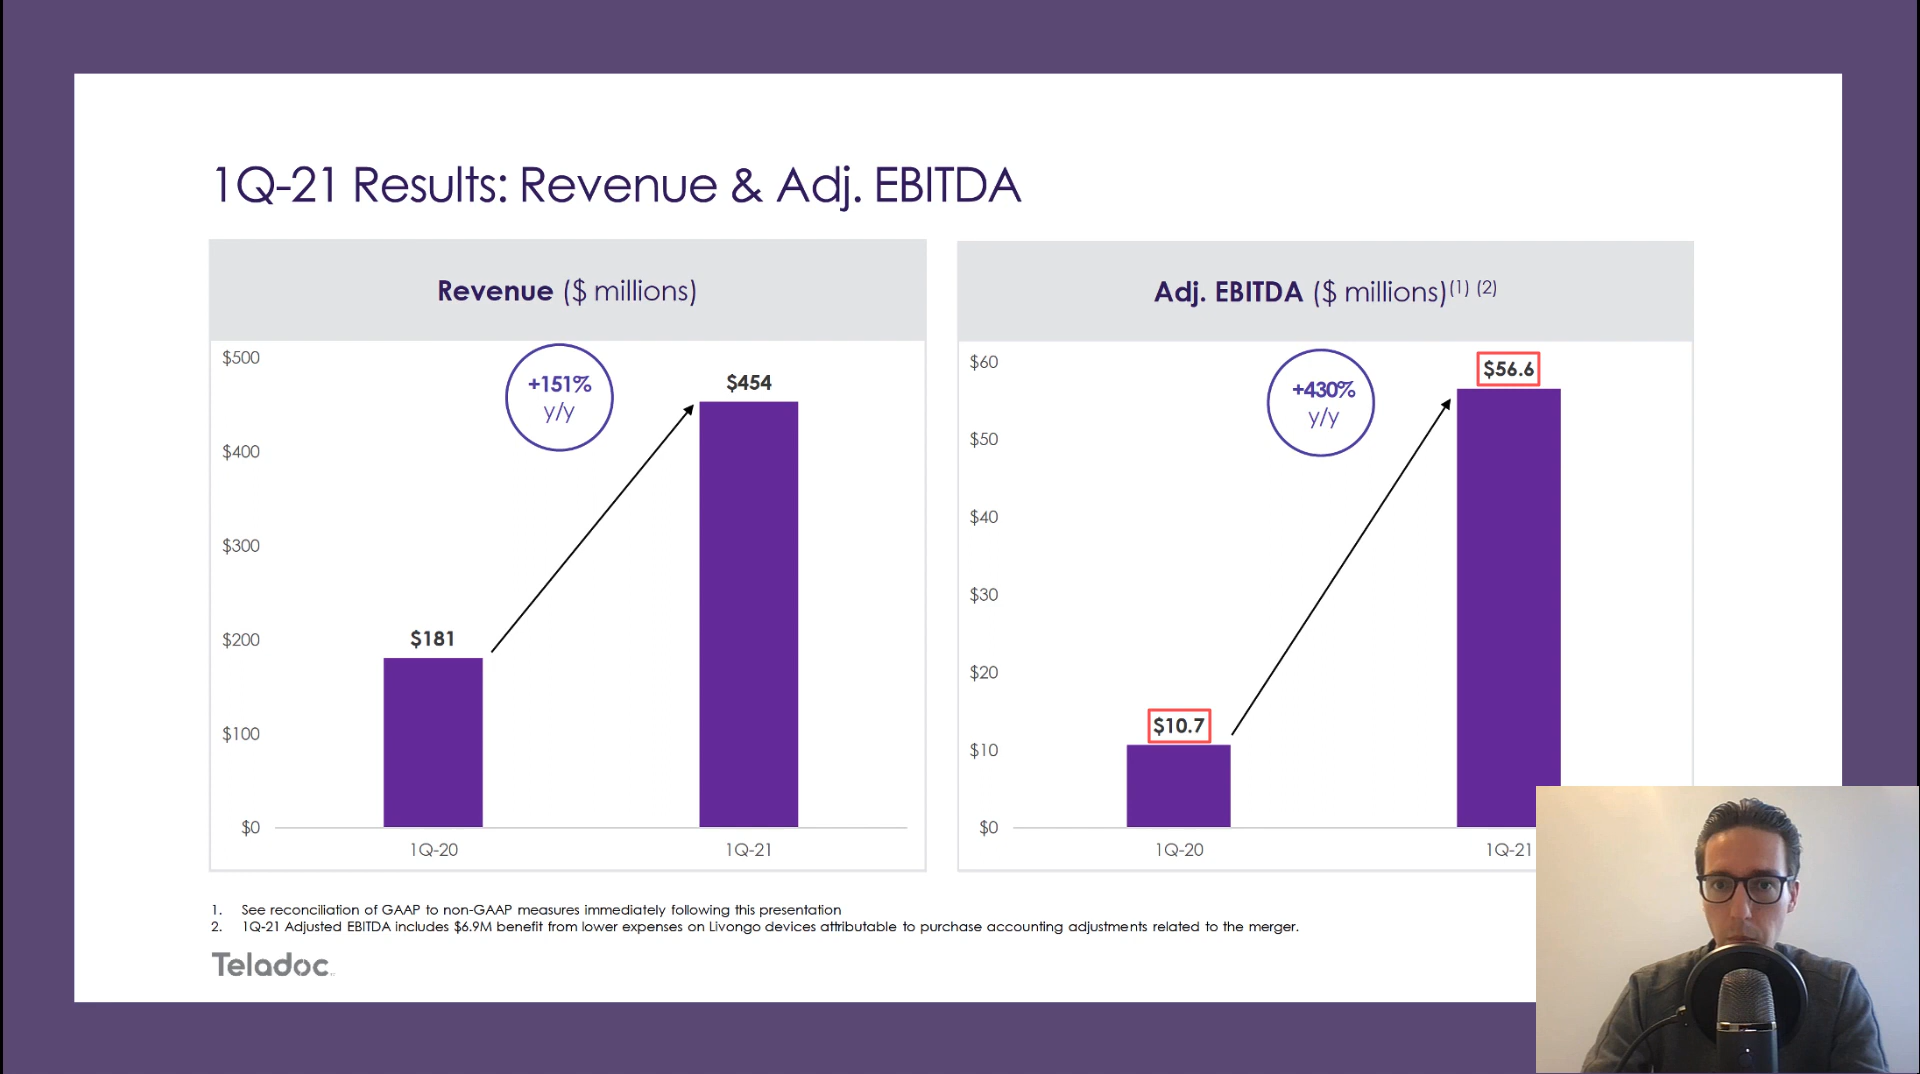 1Q-21 Results: Revenue & Adj. EBITDA
Revenue ($ millions)
$500
$400
$300
$200
$100
$0
+151%
y/y
$181
$454
1Q-20
1Q-21
Adj. EBITDA ($ millions)(1) (2)
$60
$50
$40
$30
$20
$10
$0
+430%
y/y
$10.7
$56.6
1Q-20
1Q-21
1. See reconciliation of GAAP to non-GAAP measures immediately following this presentation
2. 1Q-21 Adjusted EBITDA includes $6.9M benefit from lower expenses on Livongo devices attributable to purchase accounting adjustments related to the merger.
Teladoc